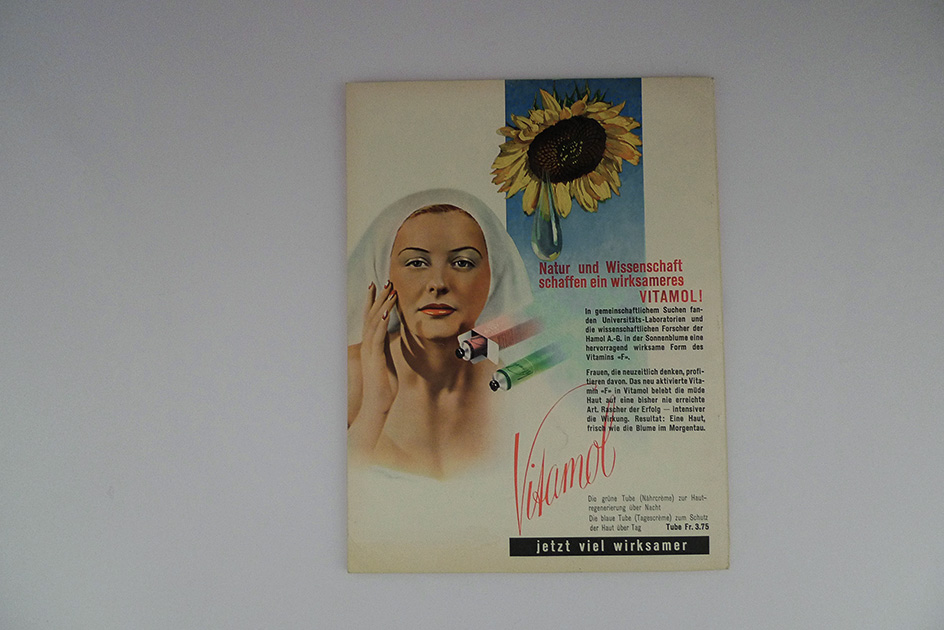 Natur und Wissenschaft
schaffen ein wirksameres
VITAMOL!
In gemeinschaftlichem Suchen fan-
den Universitäts-Laboratorien und
die wissenschaftlichen Forscher der
Hamol A.-G. in der Sonnenblume eine
hervorragend wirksame Form des
Vitamins «F».
Frauen, die neuzeitlich denken, profi-
tieren davon. Das neu aktivierte Vita-
min «F» in Vitamol belebt die müde
Haut auf eine bisher nie erreichte
Art. Rascher der Erfolg — intensiver
die Wirkung. Resultat: Eine Haut,
frisch wie die Blume im Morgentau.
Vitamol
Die grüne Tube (Nährcrème) zur Haut-
regenerierung über Nacht
Die blaue Tube (Tagescrème) zum Schutz
der Haut über Tag Tube Fr. 3.75
jetzt viel wirksamer